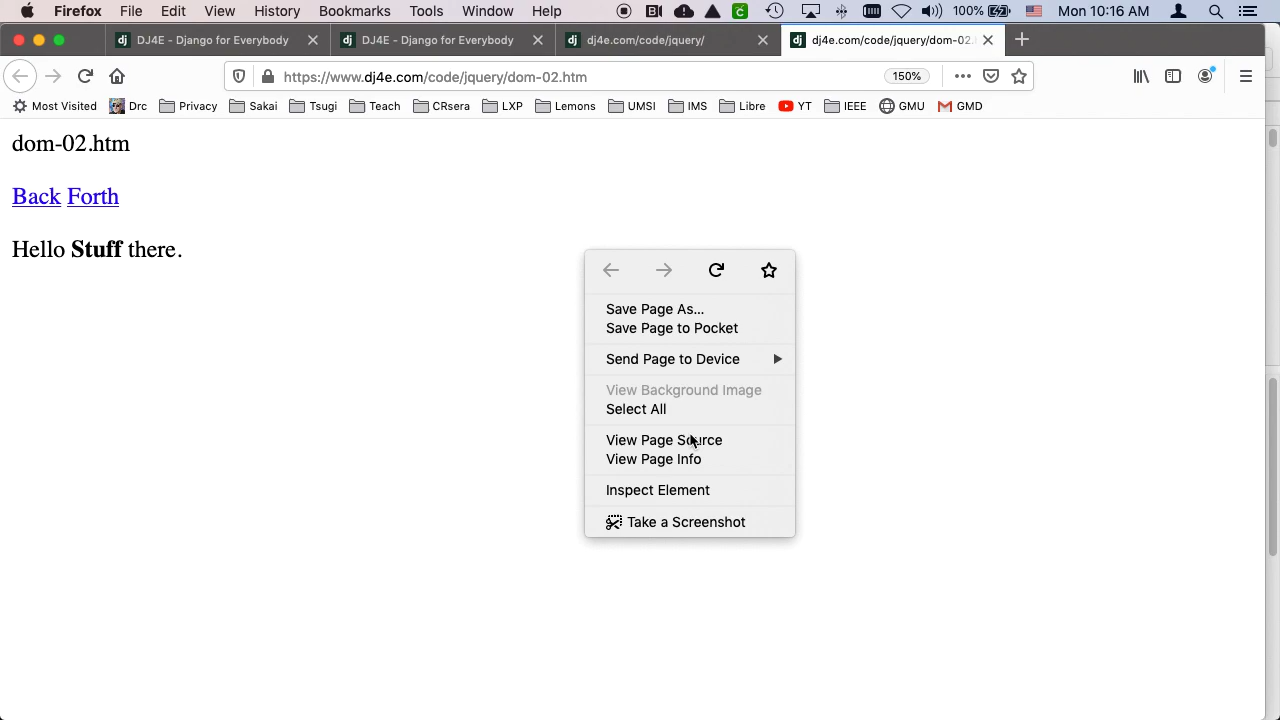 Firefox File Edit View History Bookmarks Tools Window Help 100% Mon 10:16 AM
DJ4E - Django for Everybody DJ4E - Django for Everybody dj4e.com/code/jquery/ dj4e.com/code/jquery/dom-02.
https://www.dj4e.com/code/jquery/dom-02.htm 150%
Most Visited Drc Privacy Sakai Tsugi Teach CRsera LXP Lemons UMSI IMS Libre YT IEEE GMU GMD
dom-02.htm
Back Forth
Hello Stuff there.
Save Page As...
Save Page to Pocket
Send Page to Device
View Background Image
Select All
View Page Source
View Page Info
Inspect Element
Take a Screenshot